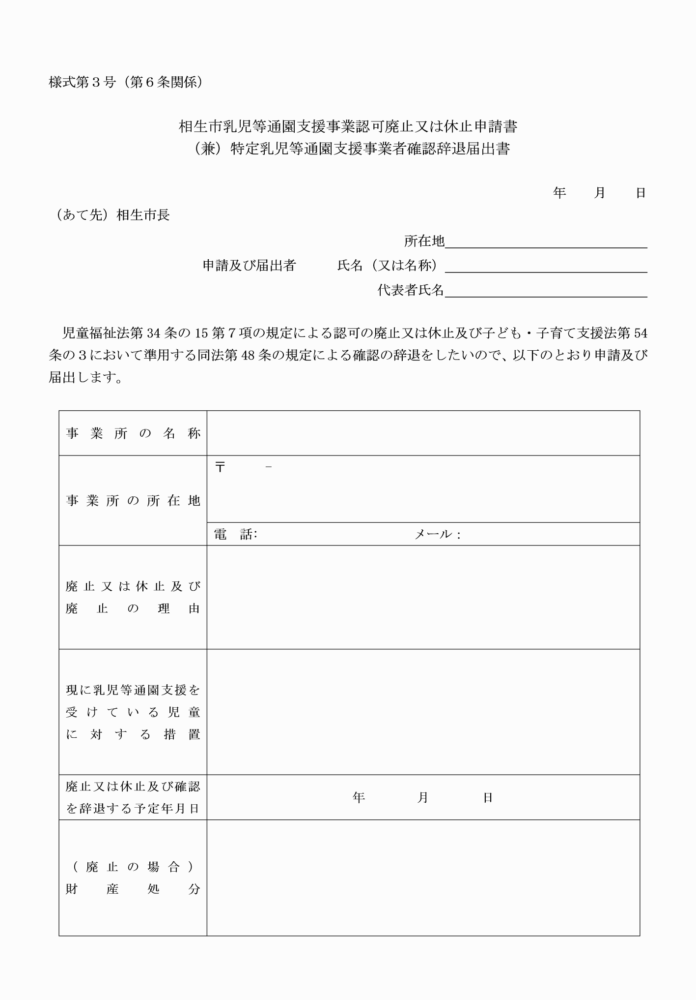 様式第３号（第６条関係）
相生市乳児等通園支援事業認可廃止又は休止申請書
（兼）特定乳児等通園支援事業者確認辞退届出書
年　　月　　日
（あて先）相生市長
所在地
申請及び届出者　　　氏名（又は名称）
代表者氏名
児童福祉法第 34 条の 15 第７項の規定による認可の廃止又は休止及び子ども・子育て支援法第 54
条の３において準用する同法第 48 条の規定による確認の辞退をしたいので、以下のとおり申請及び
届出します。
事業所の名称
〒　　　－
事業所の所在地
電　話：　　　　　　　　　　　　メール：
廃止又は休止及び
廃止の理由
現に乳児等通園支援を
受けている児童
に対する措置
廃止又は休止及び確認
を辞退する予定年月日
年　　　　月　　　　日
（廃止の場合）
財産処分